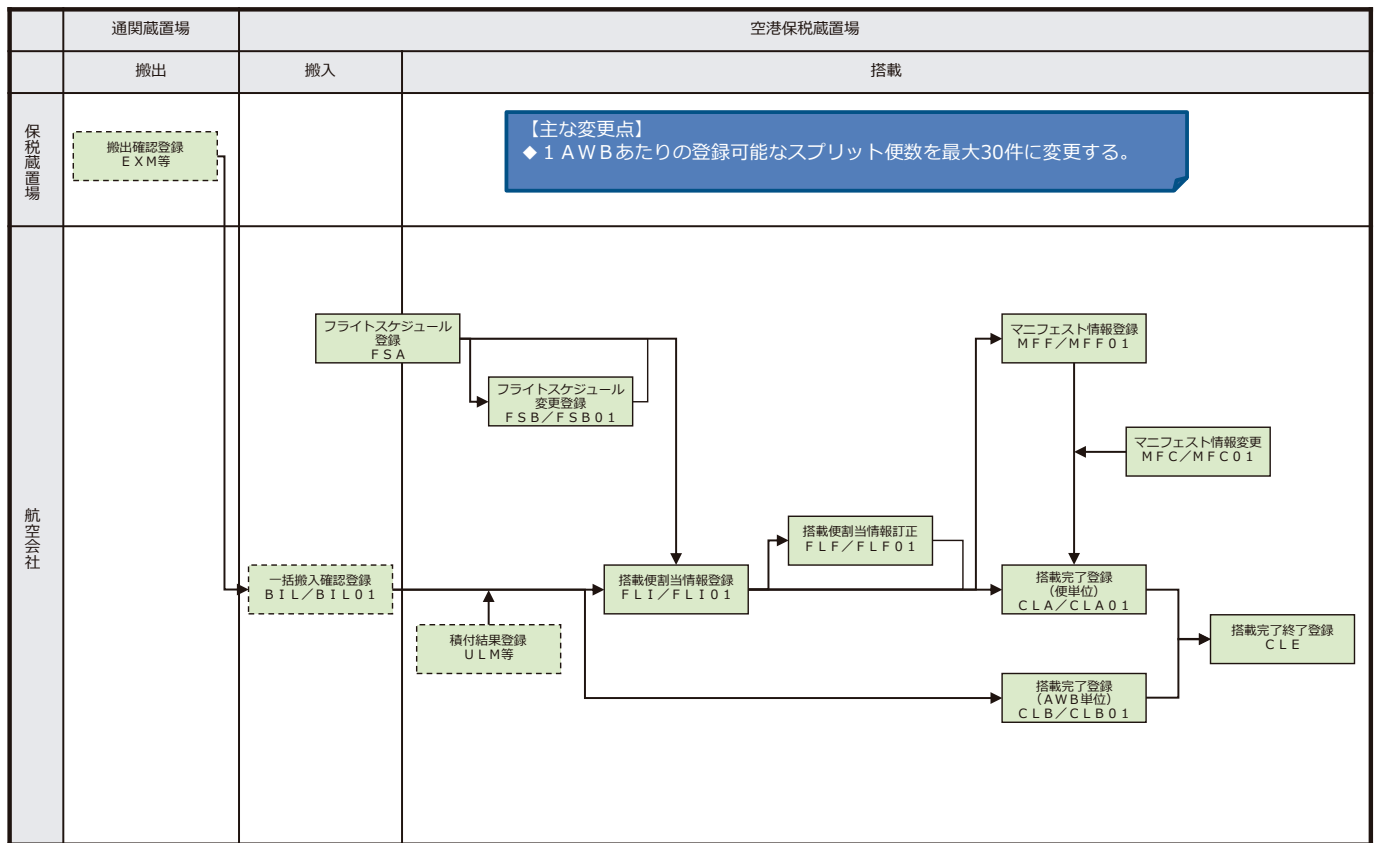 通関蔵置場
空港保税蔵置場
搬出
搬入
搭載
保税蔵置場
搬出確認登録
ＥＸＭ等
【主な変更点】
◆１ＡＷＢあたりの登録可能なスプリット便数を最大30件に変更する。
航空会社
フライトスケジュール
登録
ＦＳＡ
フライトスケジュール
変更登録
ＦＳＢ／ＦＳＢ０１
マニフェスト情報登録
ＭＦＦ／ＭＦＦ０１
マニフェスト情報変更
ＭＦＣ／ＭＦＣ０１
搭載便割当情報訂正
ＦＬＦ／ＦＬＦ０１
一括搬入確認登録
ＢＩＬ／ＢＩＬ０１
搭載便割当情報登録
ＦＬＩ／ＦＬＩ０１
搭載完了登録
（便単位）
ＣＬＡ／ＣＬＡ０１
積付結果登録
ＵＬＭ等
搭載完了終了登録
ＣＬＥ
搭載完了登録
（ＡＷＢ単位）
ＣＬＢ／ＣＬＢ０１